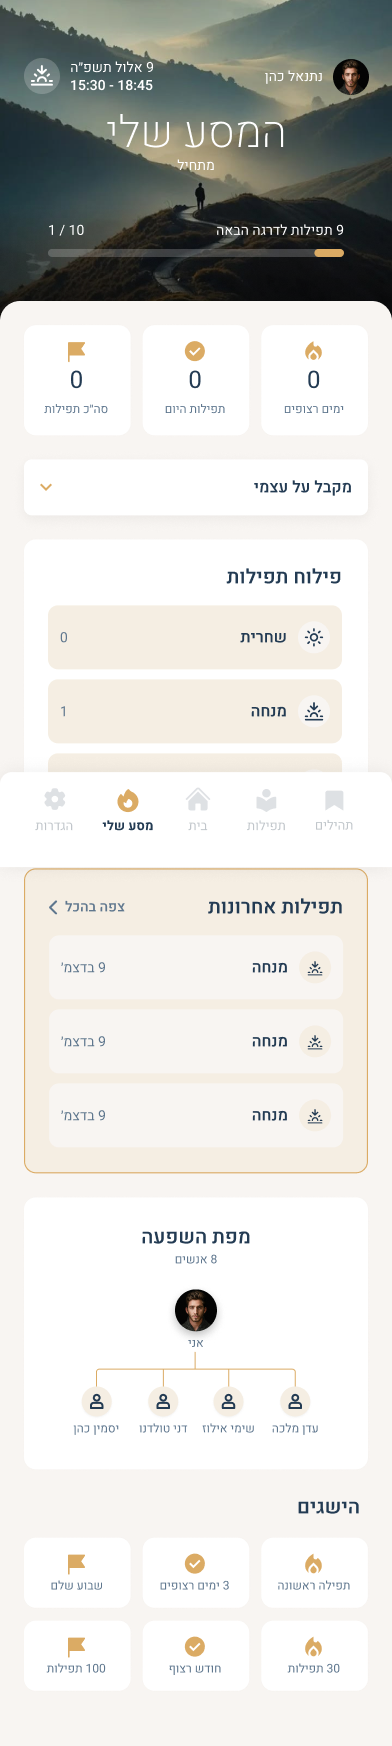 נתנאל כהן
9 אלול תשפ״ה
15:30 - 18:45
המסע שלי
מתחיל
9 תפילות לדרגה הבאה
1 / 10
0
ימים רצופים
0
תפילות היום
0
סה״כ תפילות
מקבל על עצמי
פילוח תפילות
שחרית
0
מנחה
1
תהילים
תפילות
בית
מסע שלי
הגדרות
תפילות אחרונות
צפה בהכל
מנחה
9 בדצמ׳
מנחה
9 בדצמ׳
מנחה
9 בדצמ׳
מפת השפעה
8 אנשים
אני
עדן מלכה
שימי אילוז
דני טולדנו
יסמין כהן
הישגים
תפילה ראשונה
3 ימים רצופים
שבוע שלם
30 תפילות
חודש רצוף
100 תפילות